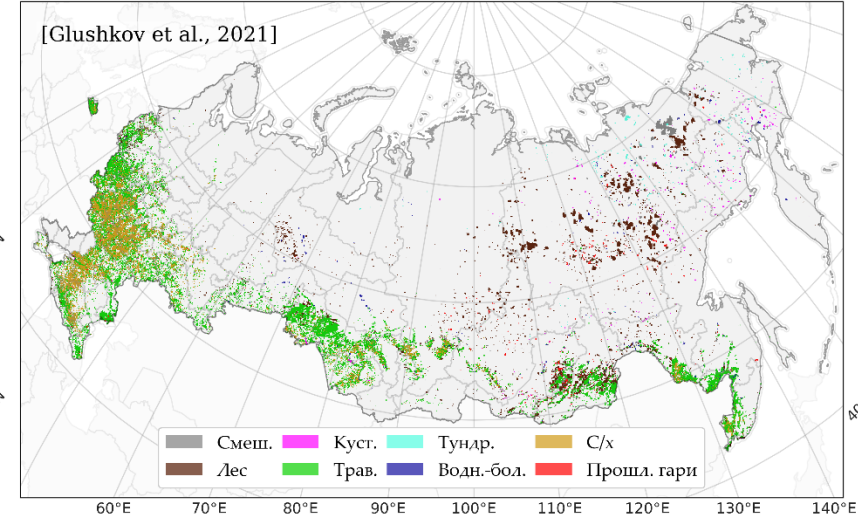 [Glushkov et al., 2021]
Смеш. Куст. Тундр. С/х
Лес Трав. Водн.-бол. Прошл. гари
60°E 70°E 80°E 90°E 100°E 110°E 120°E 130°E 140°E